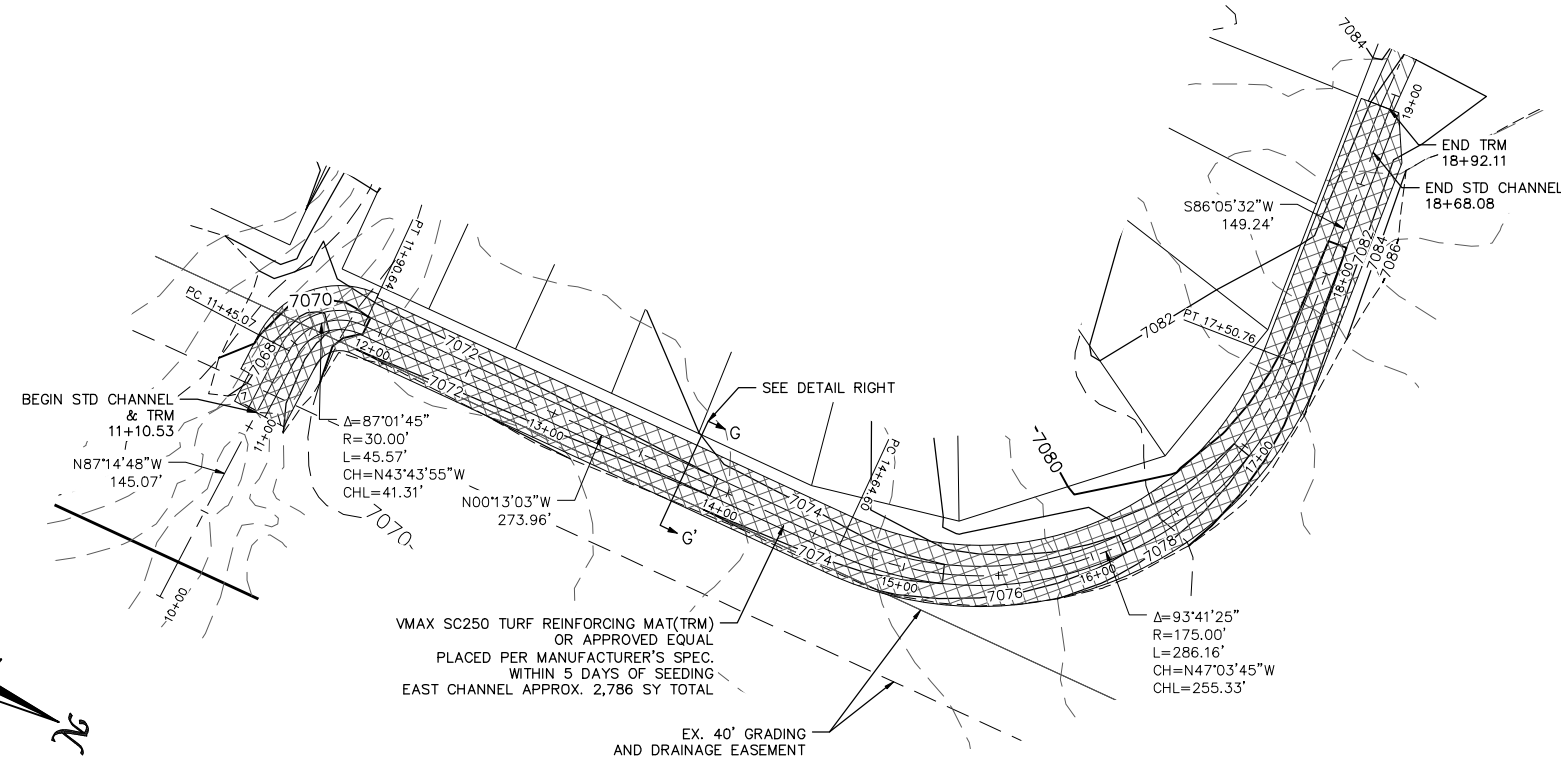 7084
19+00
END TRM
18+92.11
END STD CHANNEL
18+68.08
S86°05'32"W
149.24'
7082
7084
7086
18+00
7082
PT 17+50.76
PT 11+90.64
PC 11+45.07
7070
7068
12+00
7072
7072
SEE DETAIL RIGHT
G
BEGIN STD CHANNEL
& TRM
11+10.53
11+00
Δ=87°01'45"
R=30.00'
L=45.57'
CH=N43°43'55"W
CHL=41.31'
13+00
N87°14'48"W
145.07'
N00°13'03"W
273.96'
7070
14+00
G'
7074
7074
PC 14+64.60
7080
17+00
7078
16+00
15+00
7076
10+00
VMAX SC250 TURF REINFORCING MAT(TRM)
OR APPROVED EQUAL
PLACED PER MANUFACTURER'S SPEC.
WITHIN 5 DAYS OF SEEDING
EAST CHANNEL APPROX. 2,786 SY TOTAL
Δ=93°41'25"
R=175.00'
L=286.16'
CH=N47°03'45"W
CHL=255.33'
EX. 40' GRADING
AND DRAINAGE EASEMENT
N